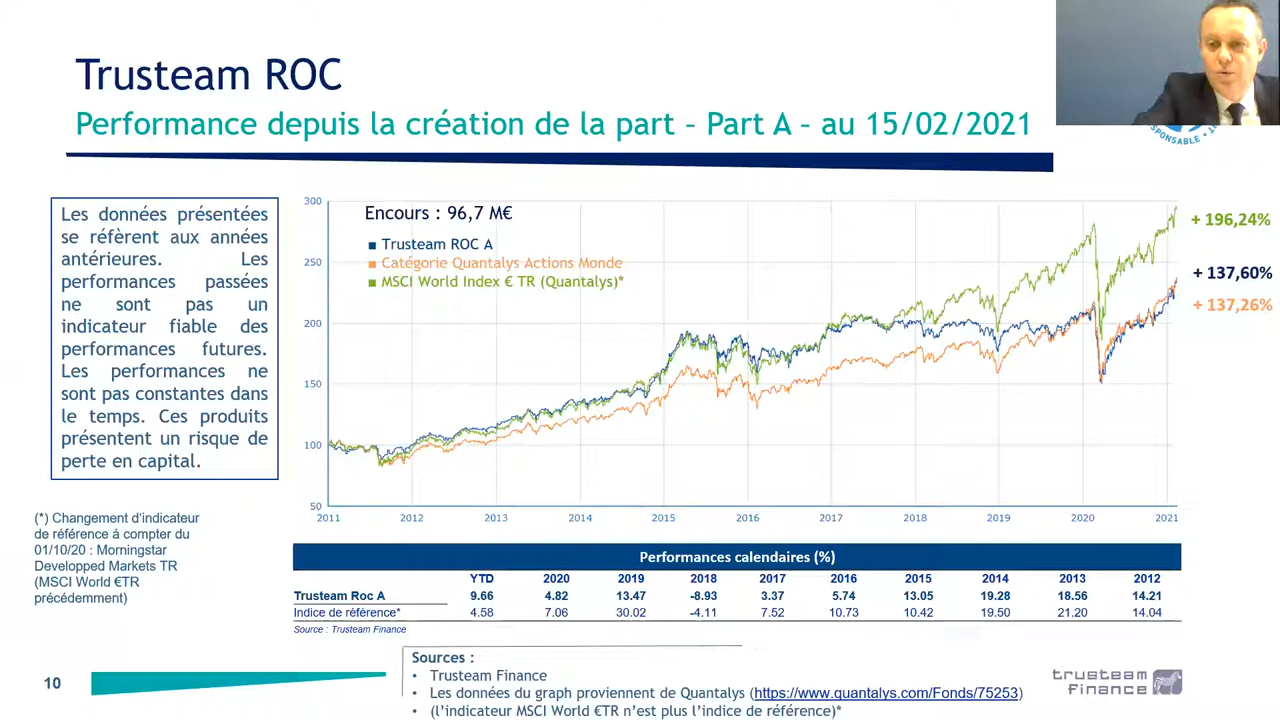 Trusteam ROC
Performance depuis la création de la part – Part A – au 15/02/2021
PONSABLE •
Les données présentées
se réfèrent aux années
antérieures. Les
performances passées
ne sont pas un
indicateur fiable des
performances futures.
Les performances ne
sont pas constantes dans
le temps. Ces produits
présentent un risque de
perte en capital.
(*) Changement d'indicateur
de référence à compter du
01/10/20 : Morningstar
Developped Markets TR
(MSCI World €TR
précédemment)
Encours : 96,7 M€
Trusteam ROC A
Catégorie Quantalys Actions Monde
MSCI World Index € TR (Quantalys)*
300
250
200
150
100
50
2011 2012 2013 2014 2015 2016 2017 2018 2019 2020 2021
+ 196,24%
+ 137,60%
+ 137,26%
Performances calendaires (%)
YTD 2020 2019 2018 2017 2016 2015 2014 2013 2012
Trusteam Roc A 9.66 4.82 13.47 -8.93 3.37 5.74 13.05 19.28 18.56 14.21
Indice de référence* 4.58 7.06 30.02 -4.11 7.52 10.73 10.42 19.50 21.20 14.04
Source : Trusteam Finance
Sources :
• Trusteam Finance
• Les données du graph proviennent de Quantalys (https://www.quantalys.com/Fonds/75253)
• (l'indicateur MSCI World €TR n'est plus l'indice de référence)*
10
trusteam
finance